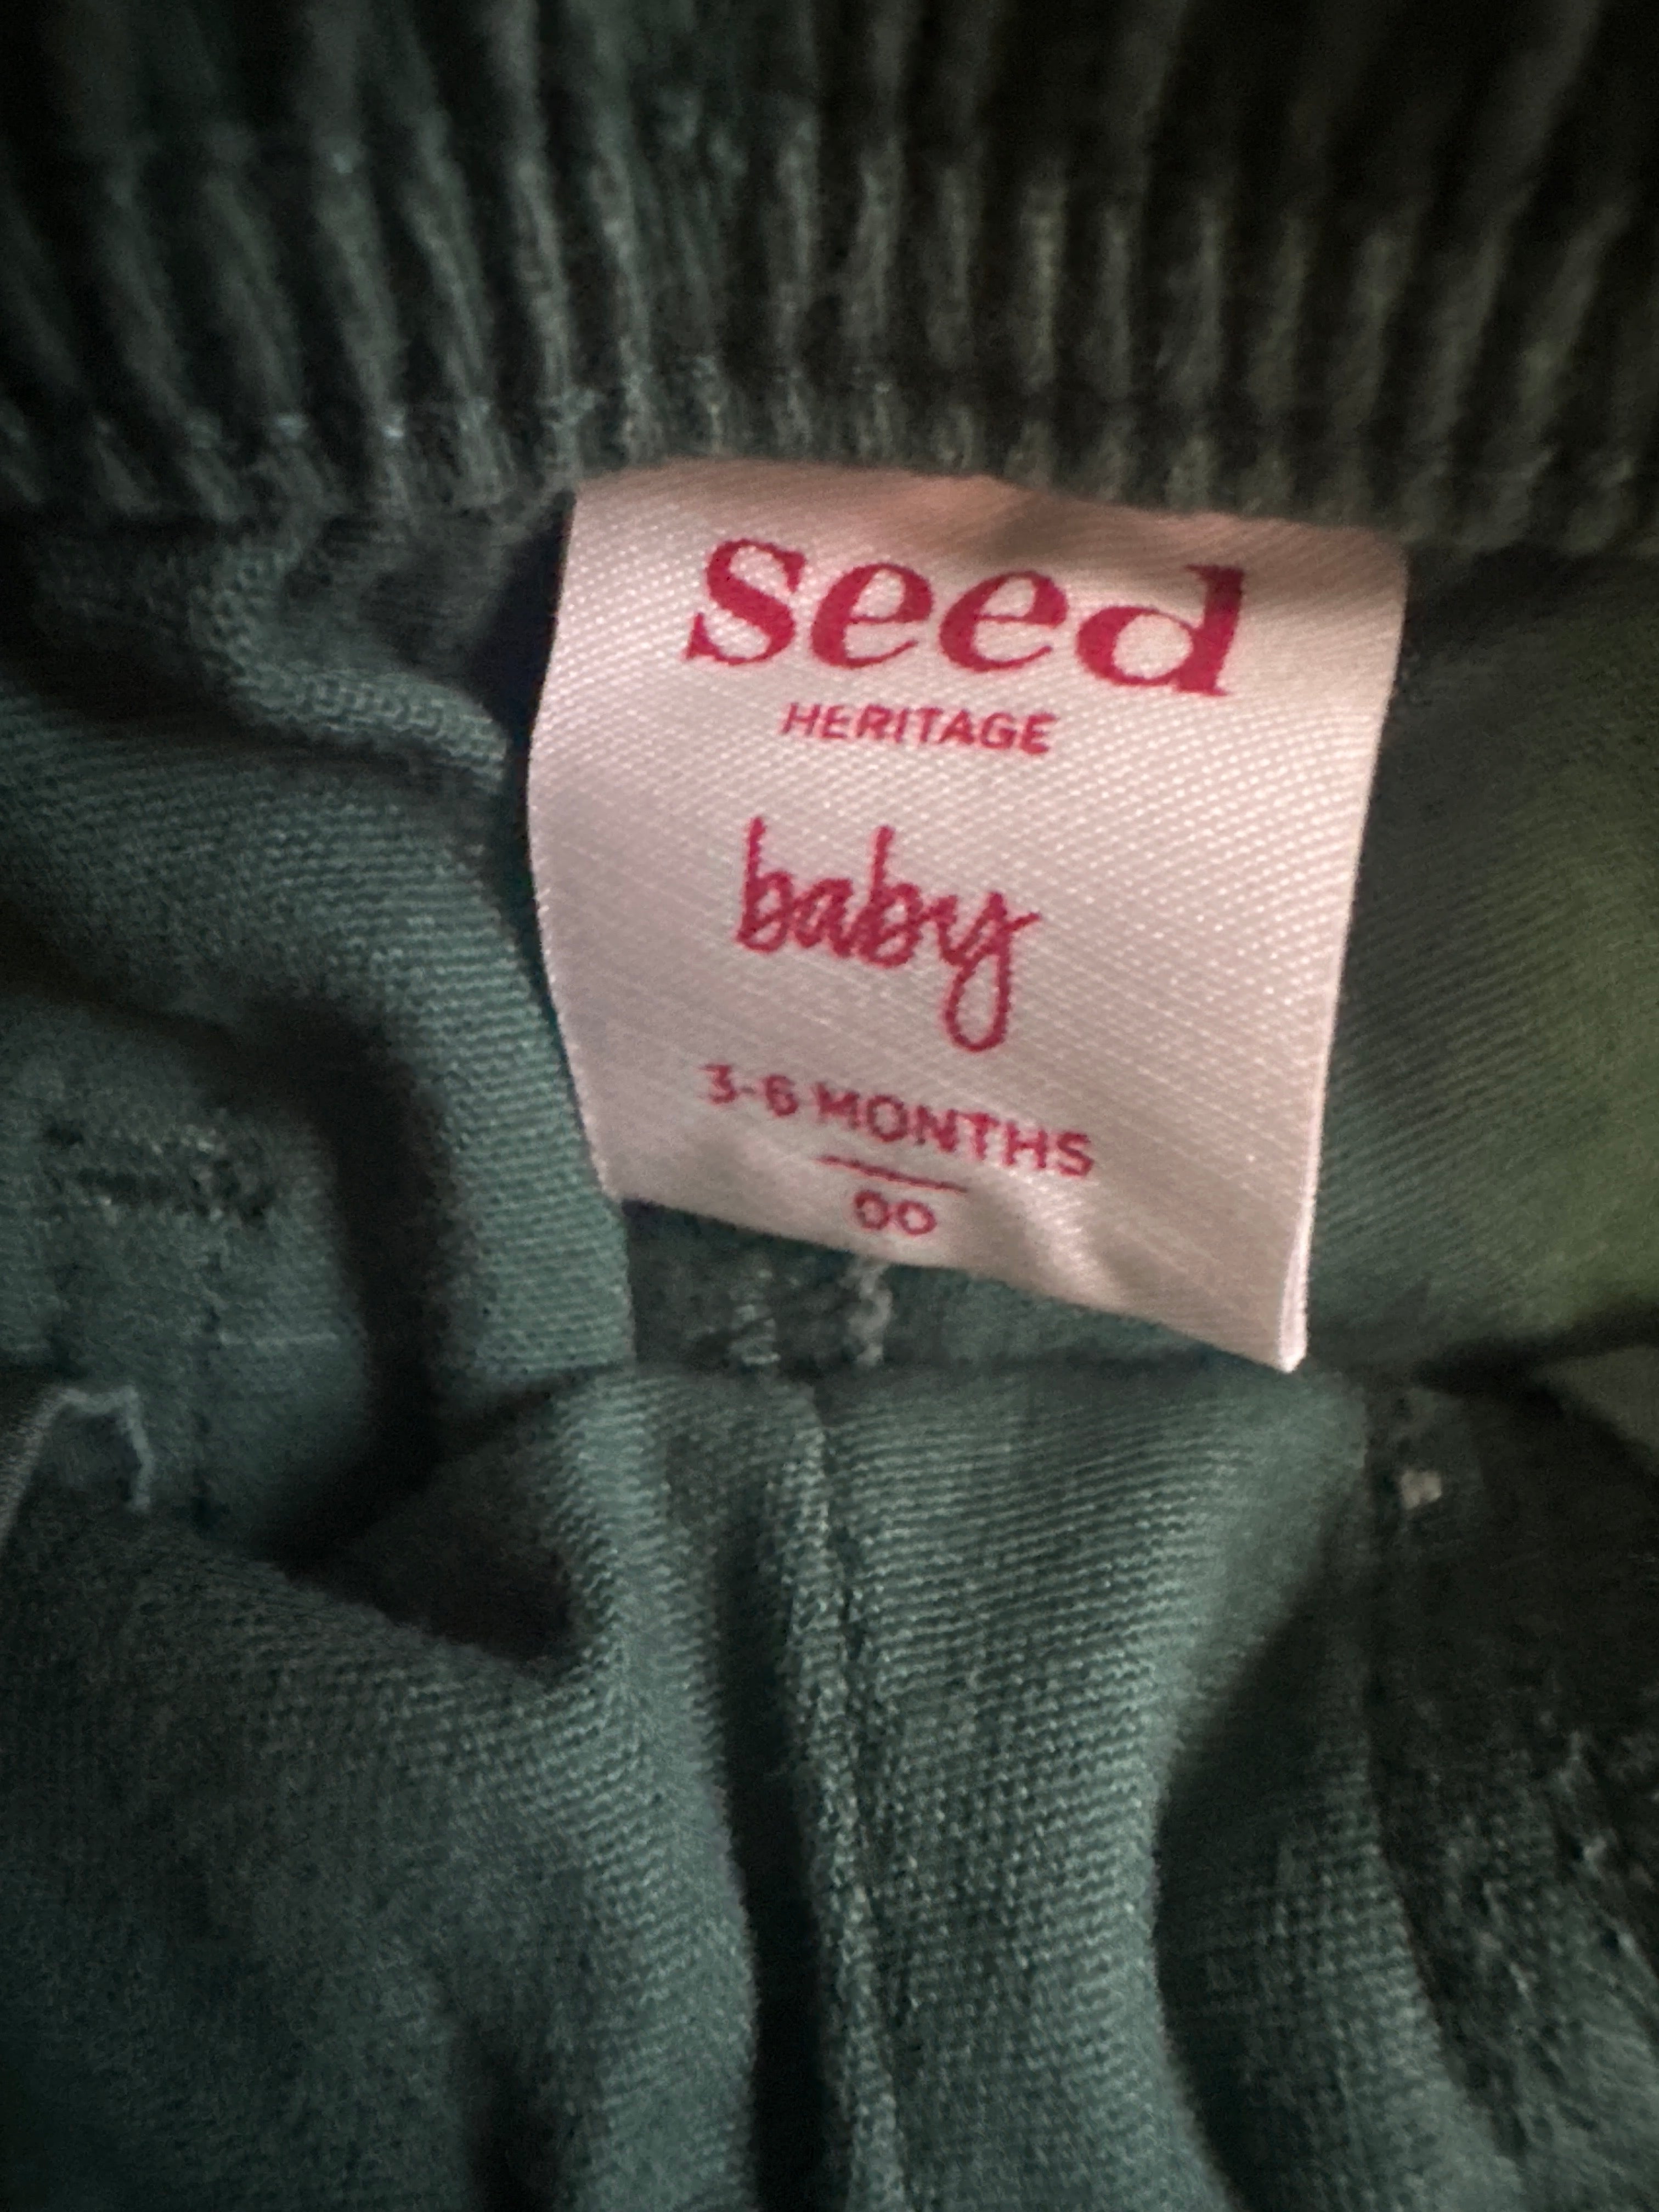 seed
HERITAGE
baby
3-6 MONTHS
00